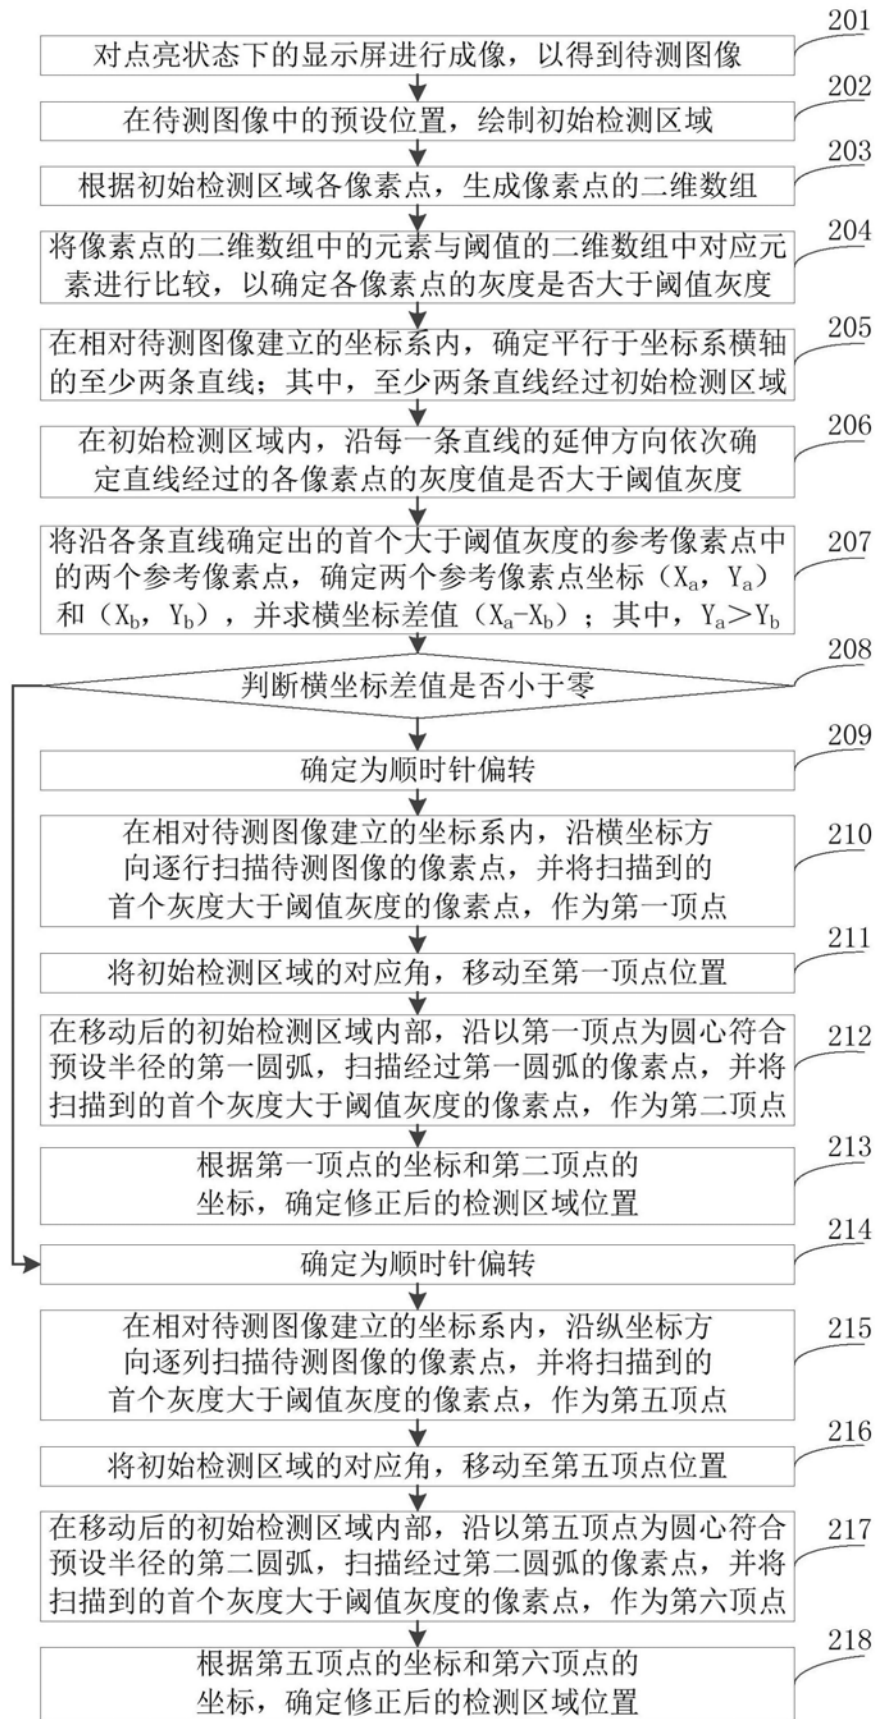 201
对点亮状态下的显示屏进行成像，以得到待测图像
202
在待测图像中的预设位置，绘制初始检测区域
203
根据初始检测区域各像素点，生成像素点的二维数组
204
将像素点的二维数组中的元素与阈值的二维数组中对应元
素进行比较，以确定各像素点的灰度是否大于阈值灰度
205
在相对待测图像建立的坐标系内，确定平行于坐标系横轴
的至少两条直线；其中，至少两条直线经过初始检测区域
206
在初始检测区域内，沿每一条直线的延伸方向依次确
定直线经过的各像素点的灰度值是否大于阈值灰度
207
将沿各条直线确定出的首个大于阈值灰度的参考像素点中
的两个参考像素点，确定两个参考像素点坐标（Xa，Ya）
和（Xb，Yb），并求横坐标差值（Xa-Xb）；其中，Ya＞Yb
208
判断横坐标差值是否小于零
209
确定为顺时针偏转
210
在相对待测图像建立的坐标系内，沿横坐标方
向逐行扫描待测图像的像素点，并将扫描到的
首个灰度大于阈值灰度的像素点，作为第一顶点
211
将初始检测区域的对应角，移动至第一顶点位置
212
在移动后的初始检测区域内部，沿以第一顶点为圆心符合
预设半径的第一圆弧，扫描经过第一圆弧的像素点，并将
扫描到的首个灰度大于阈值灰度的像素点，作为第二顶点
213
根据第一顶点的坐标和第二顶点的
坐标，确定修正后的检测区域位置
214
确定为顺时针偏转
215
在相对待测图像建立的坐标系内，沿纵坐标方
向逐列扫描待测图像的像素点，并将扫描到的
首个灰度大于阈值灰度的像素点，作为第五顶点
216
将初始检测区域的对应角，移动至第五顶点位置
217
在移动后的初始检测区域内部，沿以第五顶点为圆心符合
预设半径的第二圆弧，扫描经过第二圆弧的像素点，并将
扫描到的首个灰度大于阈值灰度的像素点，作为第六顶点
218
根据第五顶点的坐标和第六顶点的
坐标，确定修正后的检测区域位置